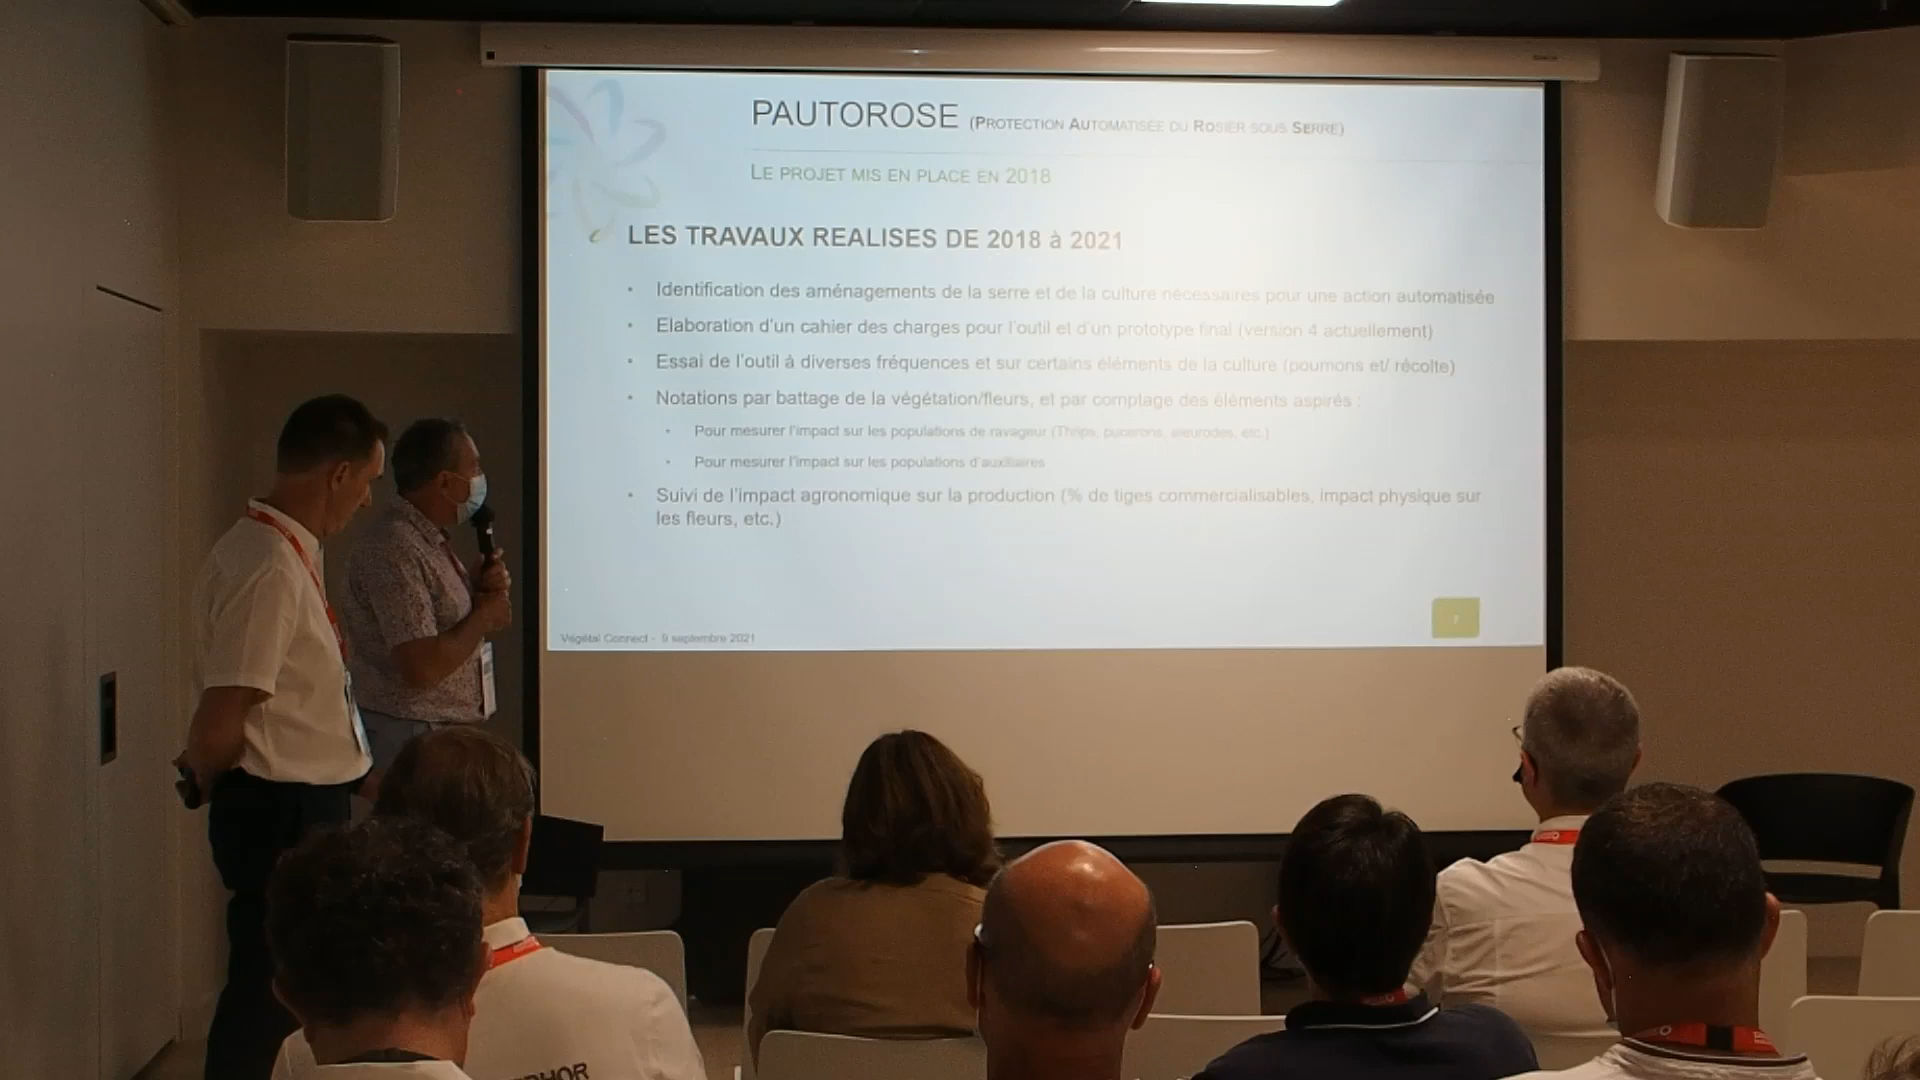 PAUTOROSE (PROTECTION AUTOMATISEE DU ROSIER SOUS SERRE)
LE PROJET MIS EN PLACE EN 2018
LES TRAVAUX REALISES DE 2018 à 2021
• Identification des aménagements de la serre et de la culture nécessaires pour une action automatisée
• Elaboration d'un cahier des charges pour l'outil et d'un prototype final (version 4 actuellement)
• Essai de l'outil à diverses fréquences et sur certains éléments de la culture (poumons et/ récolte)
• Notations par battage de la végétation/fleurs, et par comptage des éléments aspirés :
• Pour mesurer l'impact sur les populations de ravageur (Thrips, pucerons, aleurodes, etc.)
• Pour mesurer l'impact sur les populations d'auxiliaires
• Suivi de l'impact agronomique sur la production (% de tiges commercialisables, impact physique sur
les fleurs, etc.)
Végétal Connect - 9 septembre 2021
7